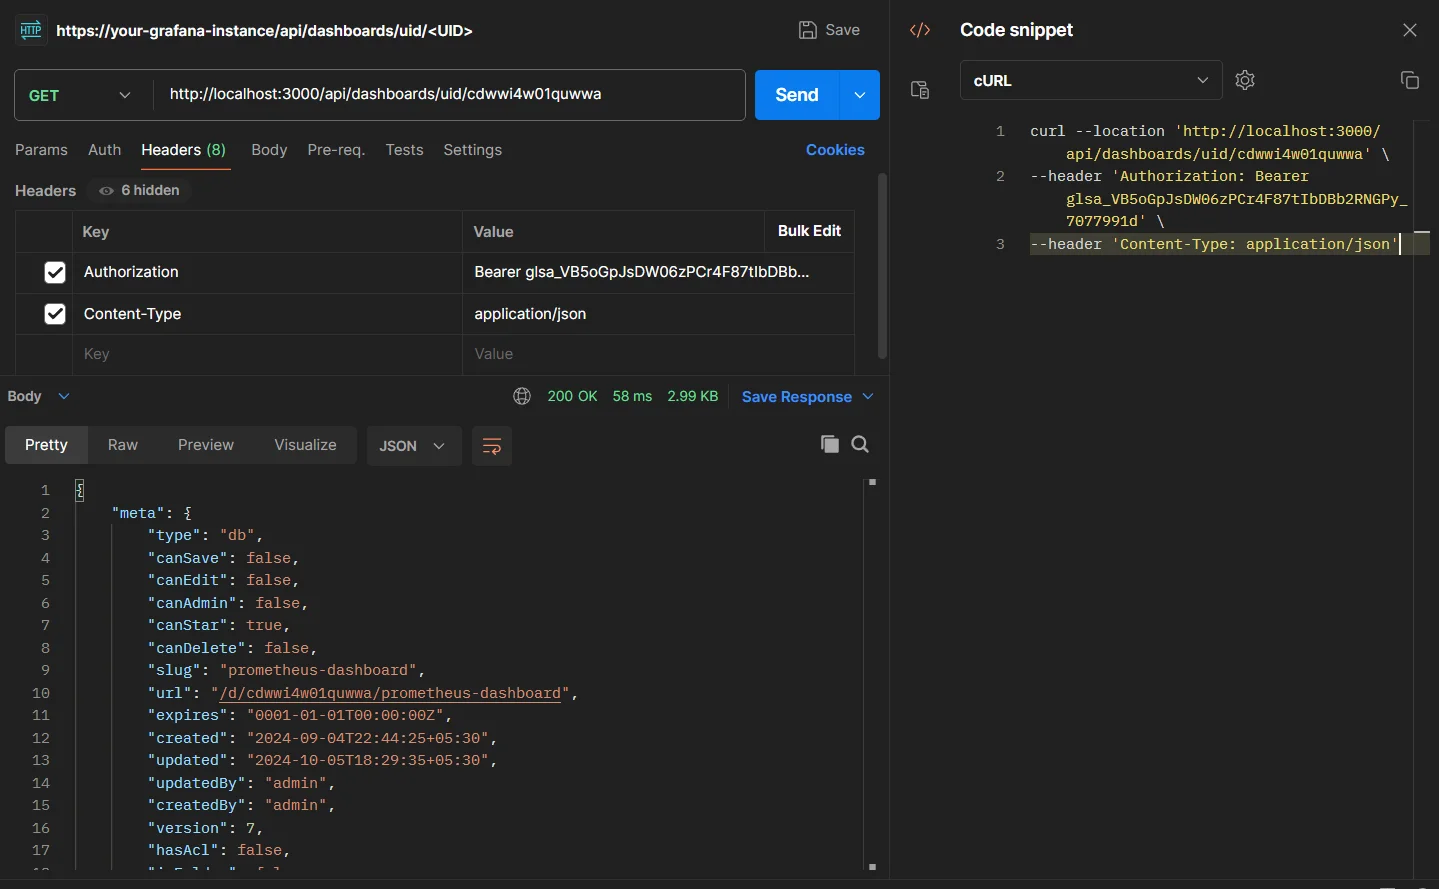 HTTP https://your-grafana-instance/api/dashboards/uid/<UID> Save
GET http://localhost:3000/api/dashboards/uid/cdwwi4w01quwwa Send
Params Auth Headers (8) Body Pre-req. Tests Settings Cookies
Headers 6 hidden
Key Value Bulk Edit
Authorization Bearer glsa_VB5oGpJsDW06zPCr4F87tIbDBb...
Content-Type application/json
Key Value
Body 200 OK 58 ms 2.99 KB Save Response
Pretty Raw Preview Visualize JSON
1 {
2 "meta": {
3 "type": "db",
4 "canSave": false,
5 "canEdit": false,
6 "canAdmin": false,
7 "canStar": true,
8 "canDelete": false,
9 "slug": "prometheus-dashboard",
10 "url": "/d/cdwwi4w01quwwa/prometheus-dashboard",
11 "expires": "0001-01-01T00:00:00Z",
12 "created": "2024-09-04T22:44:25+05:30",
13 "updated": "2024-10-05T18:29:35+05:30",
14 "updatedBy": "admin",
15 "createdBy": "admin",
16 "version": 7,
17 "hasAcl": false,
</> Code snippet
cURL
1 curl --location 'http://localhost:3000/
api/dashboards/uid/cdwwi4w01quwwa' \
2 --header 'Authorization: Bearer
glsa_VB5oGpJsDW06zPCr4F87tIbDBb2RNGPy_
7077991d' \
3 --header 'Content-Type: application/json'